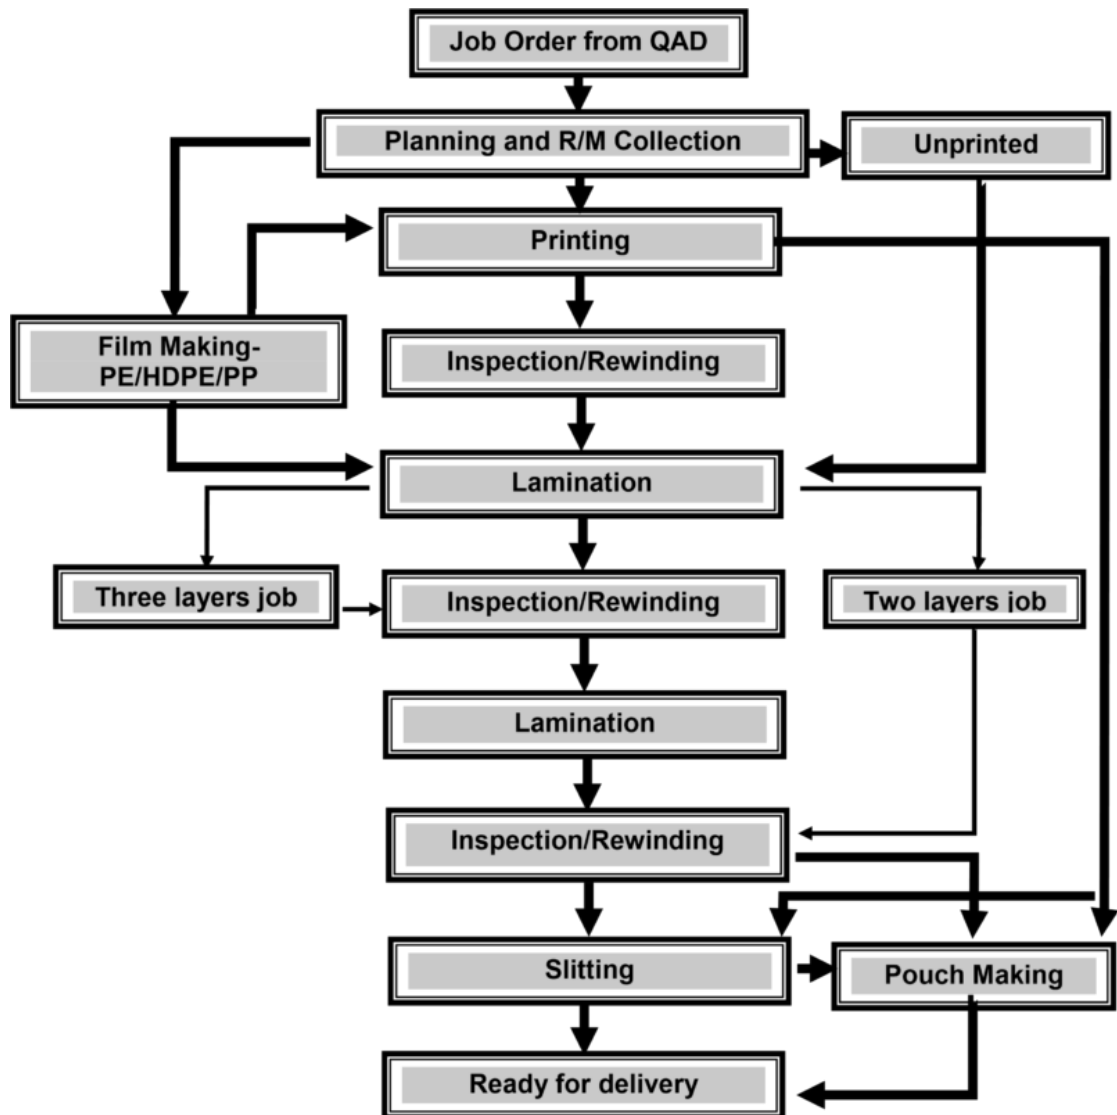 Job Order from QAD
Planning and R/M Collection
Unprinted
Printing
Film Making-
PE/HDPE/PP
Inspection/Rewinding
Lamination
Three layers job
Inspection/Rewinding
Two layers job
Lamination
Inspection/Rewinding
Slitting
Pouch Making
Ready for delivery